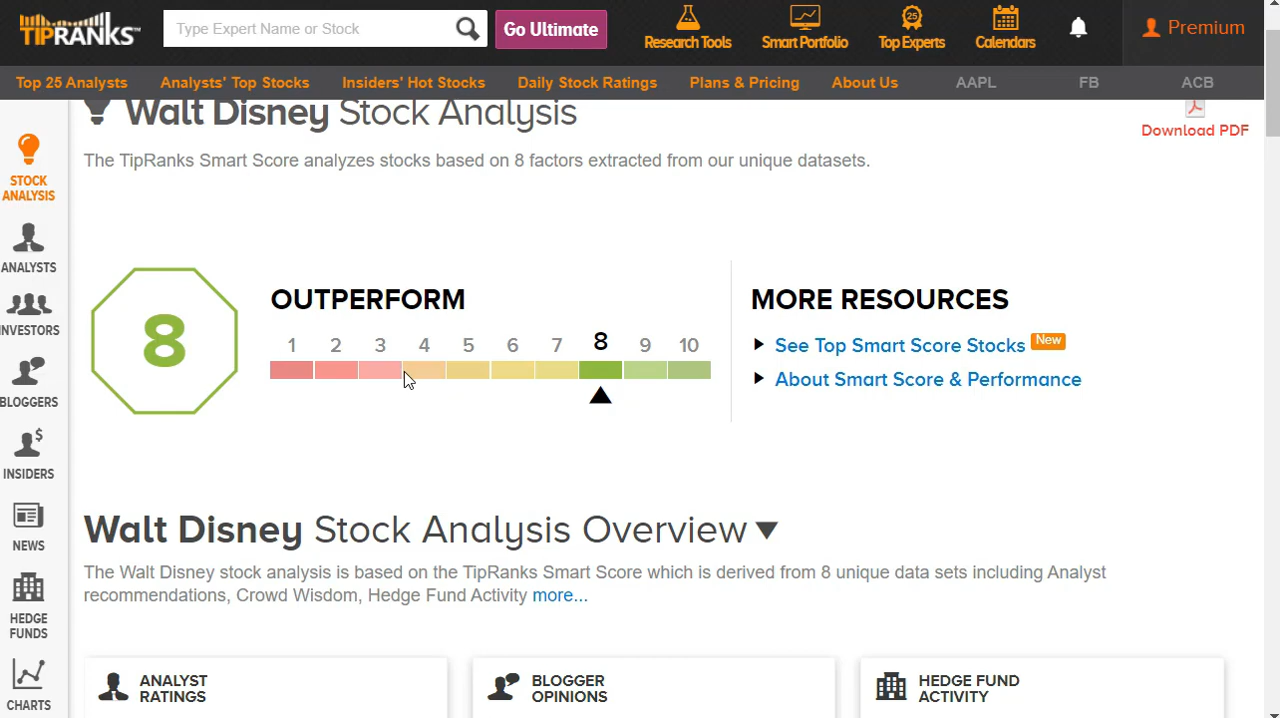 TIPRANKS™
Type Expert Name or Stock
Go Ultimate
Research Tools
Smart Portfolio
25
Top Experts
Calendars
Premium
Top 25 Analysts
Analysts' Top Stocks
Insiders' Hot Stocks
Daily Stock Ratings
Plans & Pricing
About Us
AAPL
FB
ACB
STOCK
ANALYSIS
ANALYSTS
INVESTORS
BLOGGERS
$
INSIDERS
NEWS
HEDGE
FUNDS
CHARTS
Walt Disney Stock Analysis
Download PDF
The TipRanks Smart Score analyzes stocks based on 8 factors extracted from our unique datasets.
8
OUTPERFORM
1 2 3 4 5 6 7 8 9 10
MORE RESOURCES
See Top Smart Score Stocks New
About Smart Score & Performance
Walt Disney Stock Analysis Overview
The Walt Disney stock analysis is based on the TipRanks Smart Score which is derived from 8 unique data sets including Analyst
recommendations, Crowd Wisdom, Hedge Fund Activity more...
ANALYST
RATINGS
BLOGGER
OPINIONS
HEDGE FUND
ACTIVITY